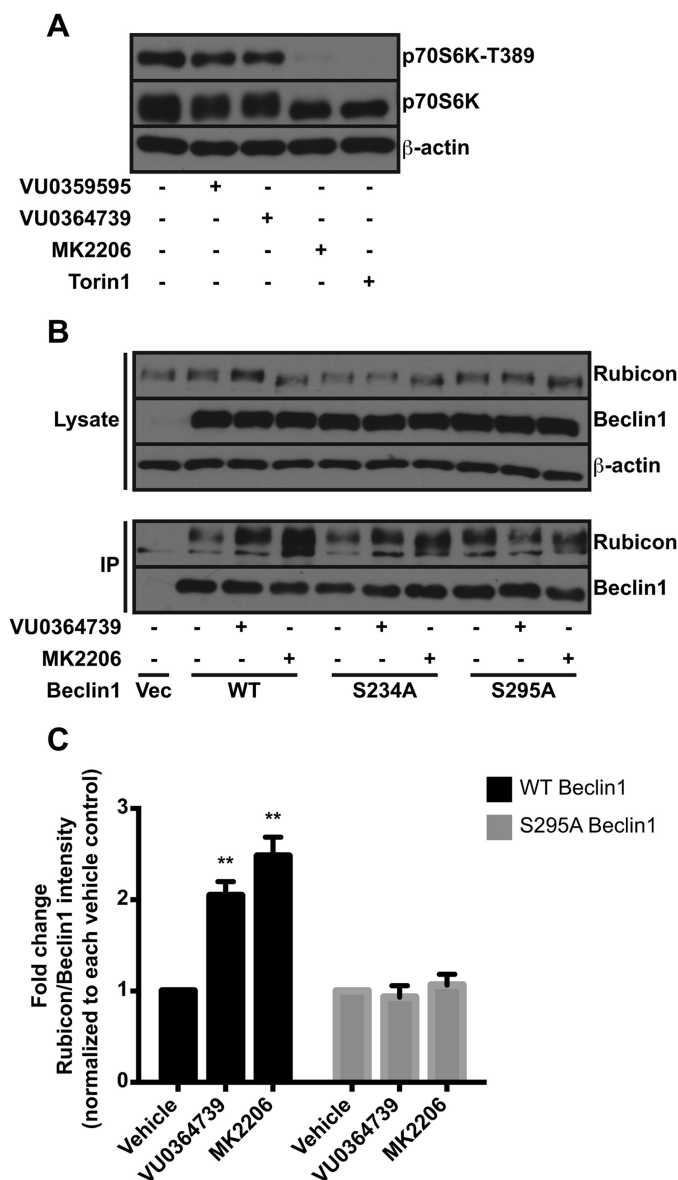 A
p70S6K-T389
p70S6K
β-actin
VU0359595 - + - - -
VU0364739 - - + - -
MK2206 - - - + -
Torin1 - - - - +
B
Lysate
Rubicon
Beclin1
β-actin
IP
Rubicon
Beclin1
VU0364739 - - + - - + - - + -
MK2206 - - - + - - + - - +
Beclin1 Vec WT S234A S295A
C
Fold change
Rubicon/Beclin1 intensity
(normalized to each vehicle control)
3
2
1
0
** **
WT Beclin1
S295A Beclin1
Vehicle
VU0364739
MK2206
Vehicle
VU0364739
MK2206